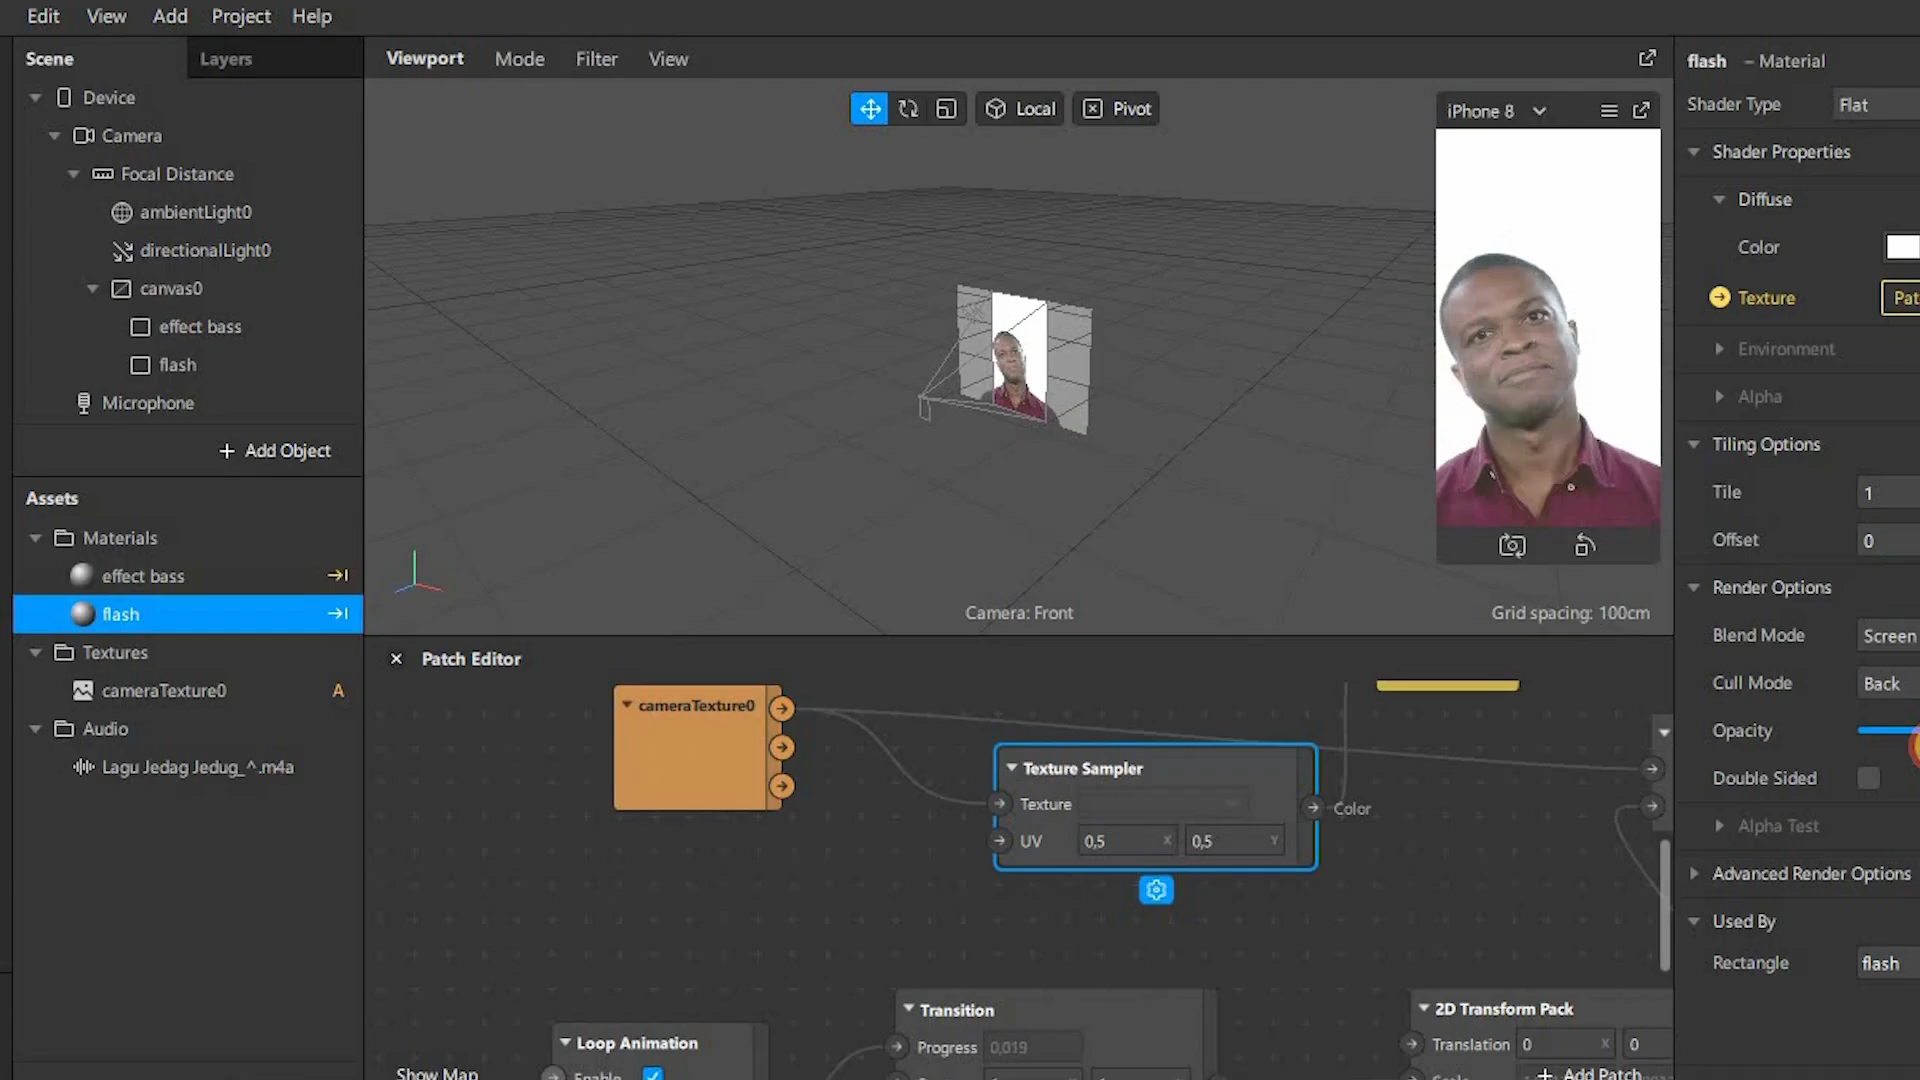 Edit View Add Project Help
Scene Layers
Device
Camera
Focal Distance
ambientLight0
directionalLight0
canvas0
effect bass
flash
Microphone
+ Add Object
Assets
Materials
effect bass
flash
Textures
cameraTexture0 A
Audio
Lagu Jedag Jedug_^.m4a
Viewport Mode Filter View
Local Pivot
iPhone 8
Camera: Front
Grid spacing: 100cm
Patch Editor
cameraTexture0
Texture Sampler
Texture
Color
UV 0,5 X 0,5 Y
Transition
Progress 0,019
Loop Animation
Enable
Show Map
2D Transform Pack
Translation 0 X 0
+ Add Patch
flash – Material
Shader Type Flat
Shader Properties
Diffuse
Color
Texture Pat
Environment
Alpha
Tiling Options
Tile 1
Offset 0
Render Options
Blend Mode Screen
Cull Mode Back
Opacity
Double Sided
Alpha Test
Advanced Render Options
Used By
Rectangle flash